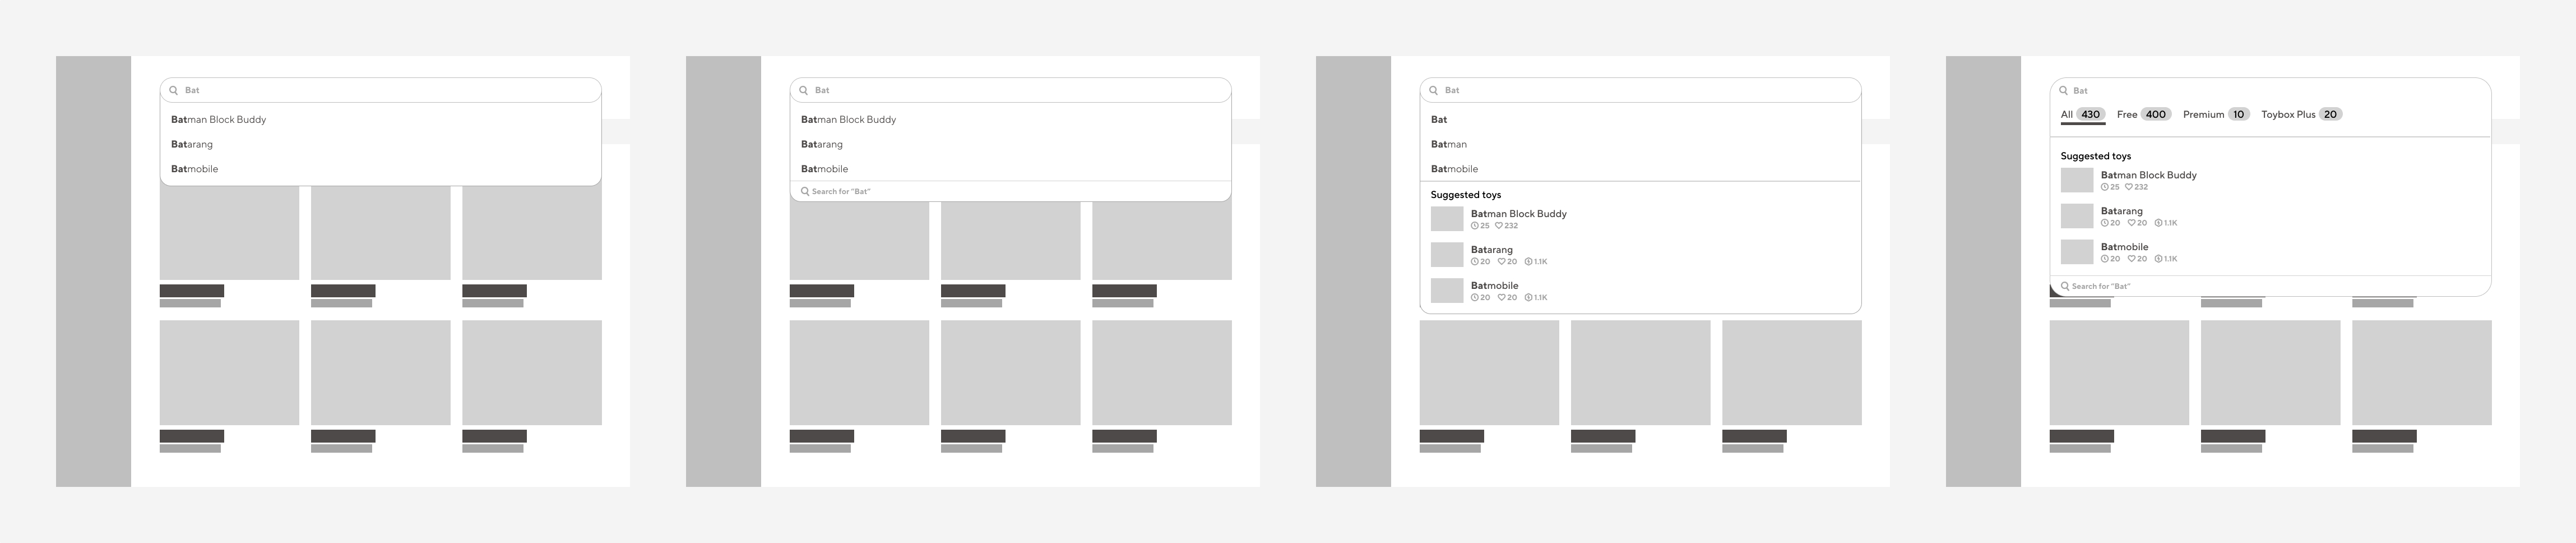 Bat
Batman Block Buddy
Batarang
Batmobile
Bat
Batman Block Buddy
Batarang
Batmobile
Search for "Bat"
Bat
Bat
Batman
Batmobile
Suggested toys
Batman Block Buddy
25 232
Batarang
20 20 1.1K
Batmobile
20 20 1.1K
Bat
All 430 Free 400 Premium 10 Toybox Plus 20
Suggested toys
Batman Block Buddy
25 232
Batarang
20 20 1.1K
Batmobile
20 20 1.1K
Search for "Bat"